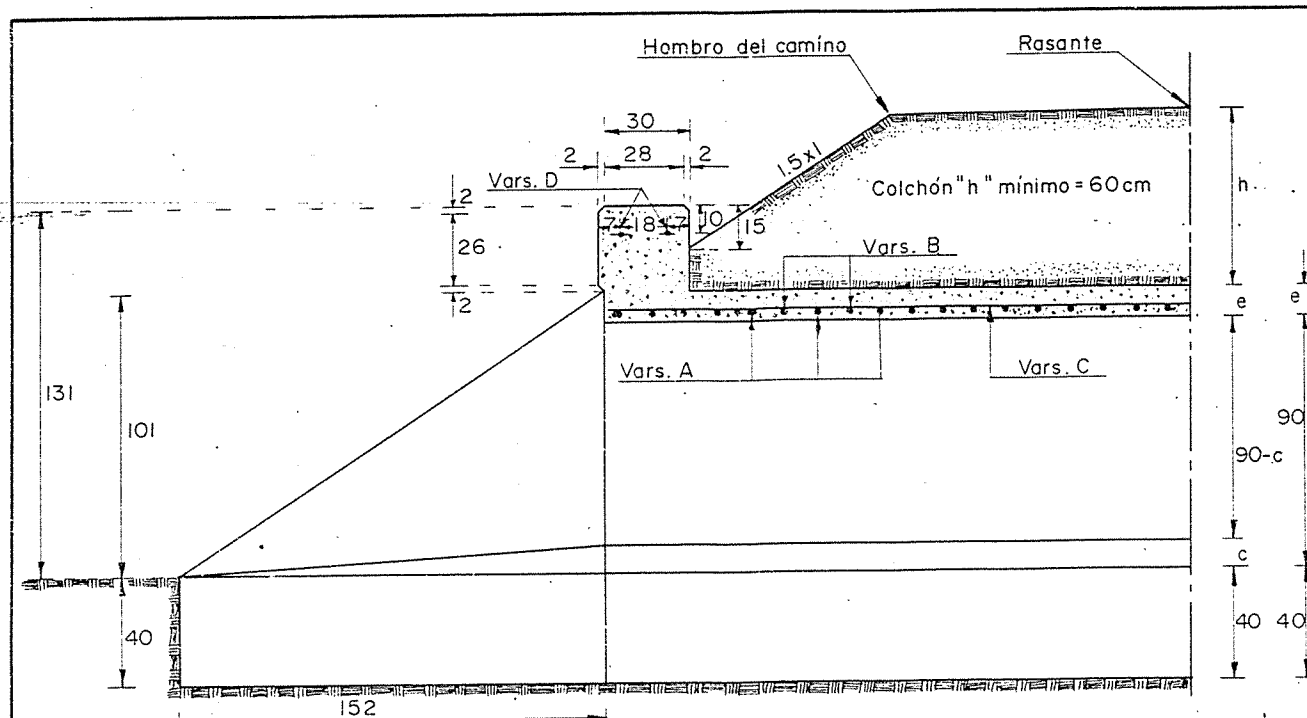 Hombro del camíno
Rasante
30
2
28
2
Vars. D
2
1.5x1
Colchón "h" mínimo = 60 cm
h
7
18
7
10
15
26
Vars. B
2
e
e
131
101
Vars. A
Vars. C
90-c
90
c
40
40
40
152